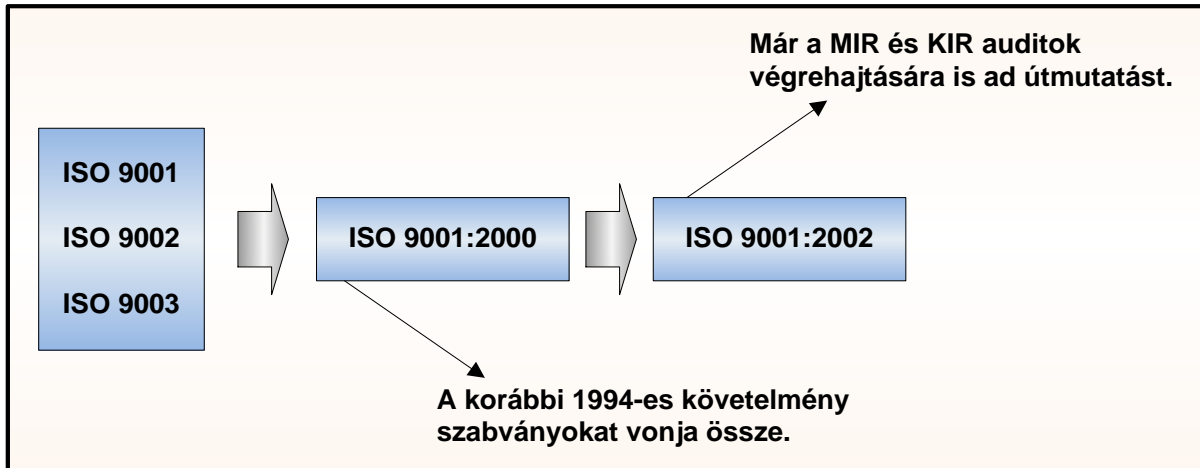 Már a MIR és KIR auditok
végrehajtására is ad útmutatást.
ISO 9001
ISO 9002
ISO 9003
ISO 9001:2000
ISO 9001:2002
A korábbi 1994-es követelmény
szabványokat vonja össze.